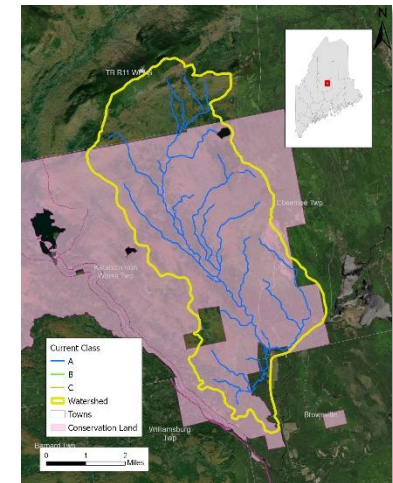 N
TB R11 WELS
Ebeemee Twp
Katahdin Iron
Works Twp
Current Class
A
B
C
Watershed
Towns
Conservation Land
Brownville
Williamsburg
Twp
Barnard Twp
0 1 2
Miles